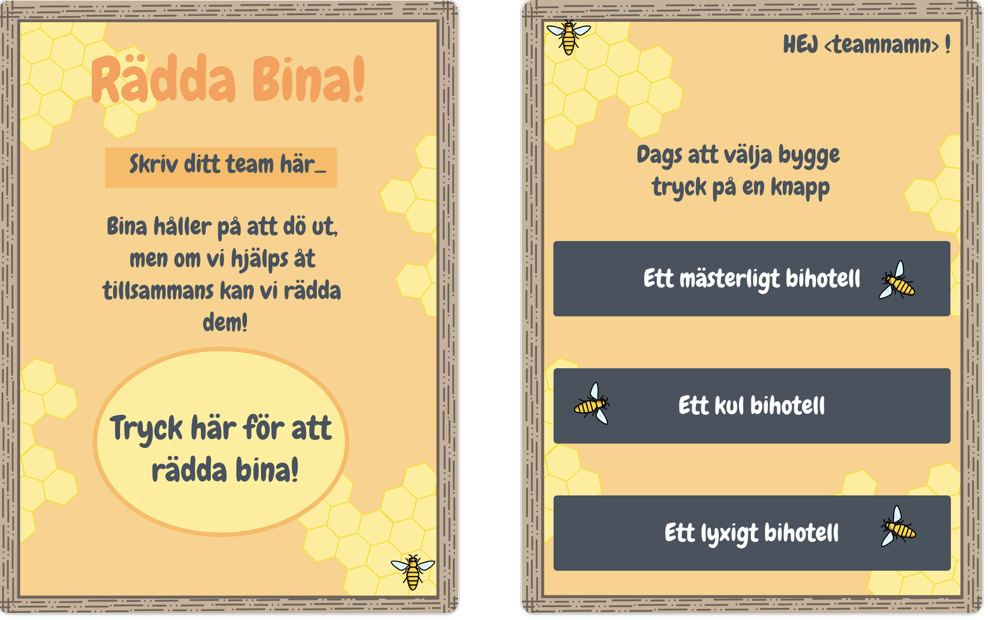 Rädda Bina!
Skriv ditt team här_
Bina håller på att dö ut,
men om vi hjälps åt
tillsammans kan vi rädda
dem!
Tryck här för att
rädda bina!
HEJ <teamnamn> !
Dags att välja bygge
tryck på en knapp
Ett mästerligt bihotell
Ett kul bihotell
Ett lyxigt bihotell